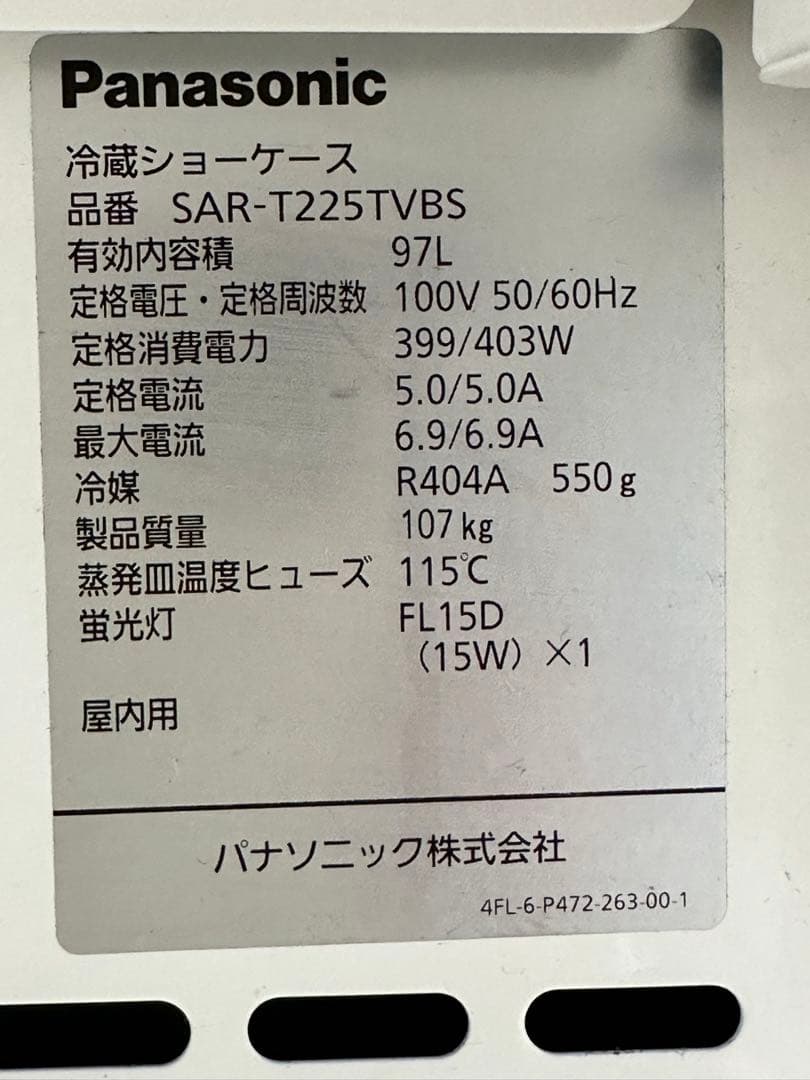 Panasonic
冷蔵ショーケース
品番 SAR-T225TVBS
有効内容積 97L
定格電圧・定格周波数 100V 50/60Hz
定格消費電力 399/403W
定格電流 5.0/5.0A
最大電流 6.9/6.9A
冷媒 R404A 550g
製品質量 107kg
蒸発皿温度ヒューズ 115℃
蛍光灯 FL15D
(15W) ×1
屋内用
パナソニック株式会社
4FL-6-P472-263-00-1